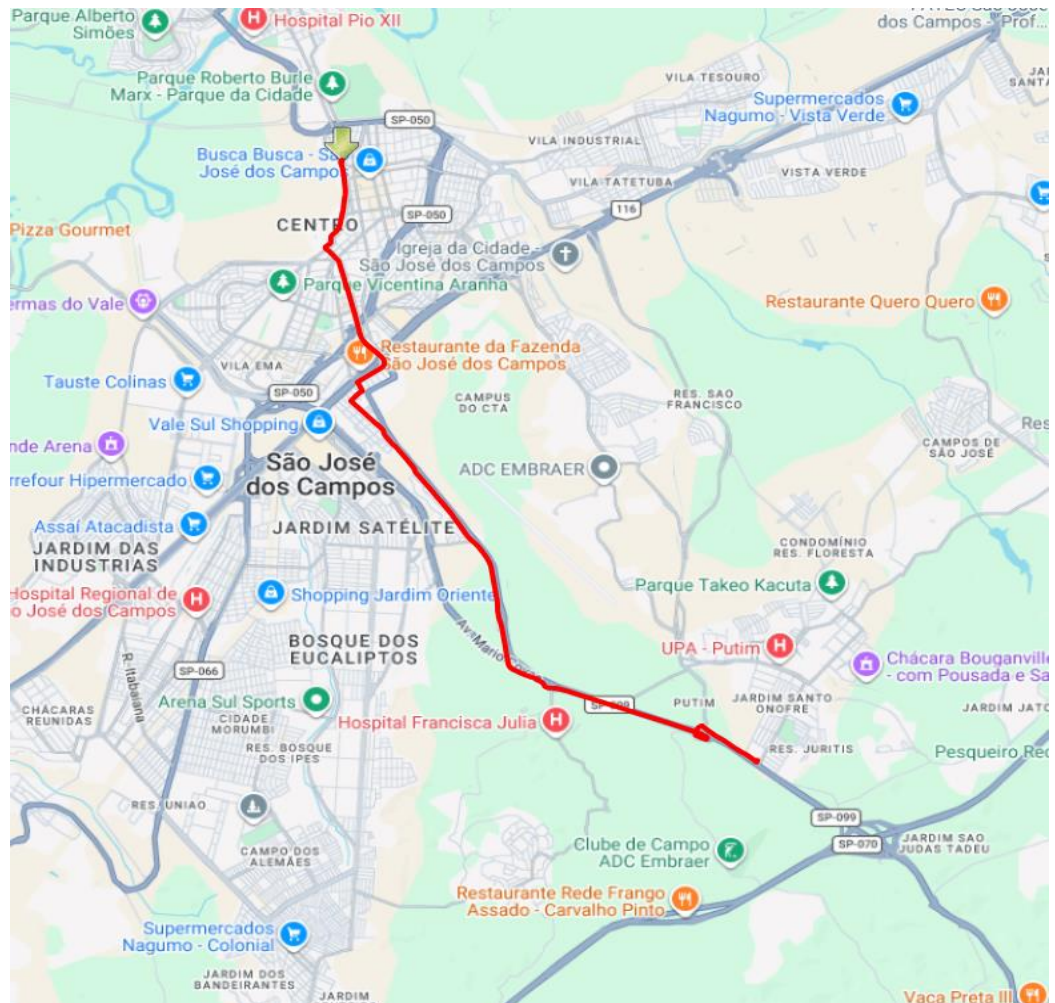 Parque Alberto
Simões
Hospital Pio XII
dos Campos - Prof...
Parque Roberto Burle
Marx - Parque da Cidade
VILA TESOURO
Supermercados
Nagumo - Vista Verde
SP-050
VILA INDUSTRIAL
Busca Busca - Sã
José dos Campos
VILA TATETUBA
VISTA VERDE
CENTRO
SP-050
116
Pizza Gourmet
Igreja da Cidade -
São José dos Campos
Parque Vicentina Aranha
ermas do Vale
Restaurante Quero Quero
Restaurante da Fazenda
São José dos Campos
VILA EMA
Tauste Colinas
SP-050
CAMPUS
DO CTA
RES. SAO
FRANCISCO
Vale Sul Shopping
Res
nde Arena
CAMPOS DE
SÃO JOSÉ
São José
dos Campos
ADC EMBRAER
rrefour Hipermercado
Assaí Atacadista
JARDIM SATÉLITE
JARDIM DAS
INDUSTRIAS
CONDOMÍNIO
RES. FLORESTA
Parque Takeo Kacuta
Hospital Regional de
o José dos Campos
Shopping Jardim Oriente
BOSQUE DOS
EUCALIPTOS
Av. Mario
UPA - Putim
R. Itabaiana
SP-066
Chácara Bouganville
- com Pousada e Sa
Arena Sul Sports
CHÁCARAS
REUNIDAS
CIDADE
MORUMBI
Hospital Francisca Julia
SP-099
PUTIM
JARDIM SANTO
ONOFRE
JARDIM JATO
RES. BOSQUE
DOS IPES
RES. JURITIS
Pesqueiro Rec
RES. UNIAO
SP-099
SP-070
JARDIM SAO
JUDAS TADEU
CAMPO DOS
ALEMÃES
Clube de Campo
ADC Embraer
Restaurante Rede Frango
Assado - Carvalho Pinto
Supermercados
Nagumo - Colonial
JARDIM DOS
BANDEIRANTES
JARDIM
Vaca Preta III